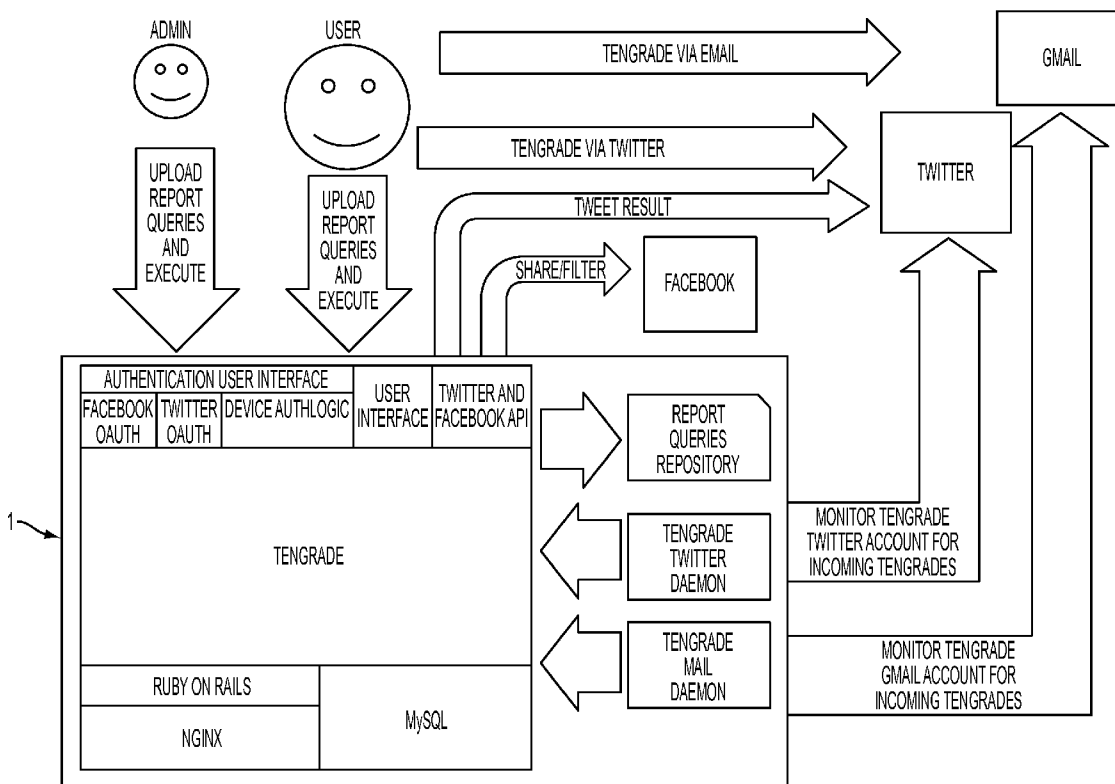 ADMIN
USER
TENGRADE VIA EMAIL
GMAIL
TENGRADE VIA TWITTER
TWITTER
UPLOAD
REPORT
QUERIES
AND
EXECUTE
UPLOAD
REPORT
QUERIES
AND
EXECUTE
TWEET RESULT
SHARE/FILTER
FACEBOOK
AUTHENTICATION USER INTERFACE
FACEBOOK
OAUTH
TWITTER
OAUTH
DEVICE AUTHLOGIC
USER
INTERFACE
TWITTER AND
FACEBOOK API
REPORT
QUERIES
REPOSITORY
1
TENGRADE
TENGRADE
TWITTER
DAEMON
MONITOR TENGRADE
TWITTER ACCOUNT FOR
INCOMING TENGRADES
TENGRADE
MAIL
DAEMON
MONITOR TENGRADE
GMAIL ACCOUNT FOR
INCOMING TENGRADES
RUBY ON RAILS
NGINX
MySQL